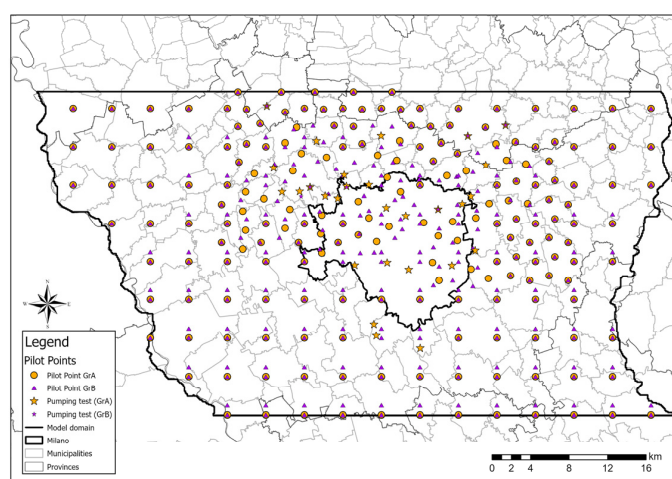 N
W
E
S
Legend
Pilot Points
Pilot Point GrA
Pilot Point GrB
Pumping test (GrA)
Pumping test (GrB)
Model domain
Milano
Municipalities
Provinces
km
0 2 4 8 12 16